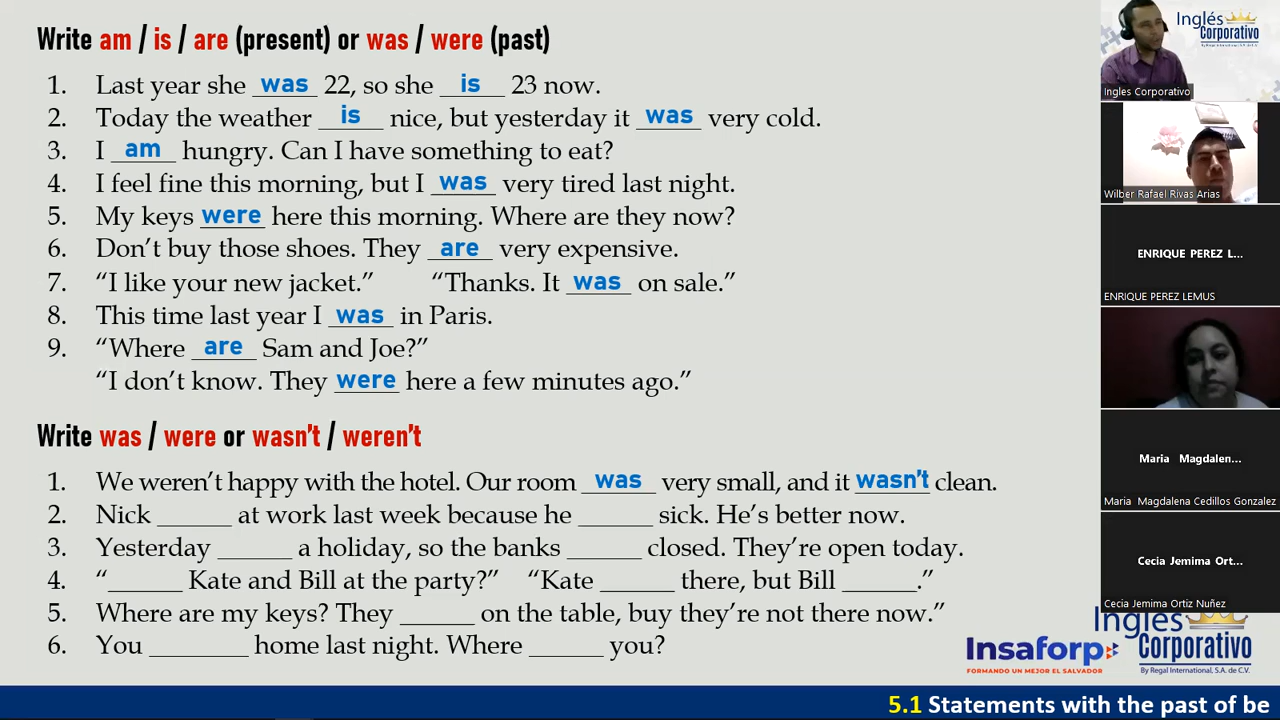 Write am / is / are (present) or was / were (past)
1. Last year she was 22, so she is 23 now.
2. Today the weather is nice, but yesterday it was very cold.
3. I am hungry. Can I have something to eat?
4. I feel fine this morning, but I was very tired last night.
5. My keys were here this morning. Where are they now?
6. Don't buy those shoes. They are very expensive.
7. “I like your new jacket.” “Thanks. It was on sale.”
8. This time last year I was in Paris.
9. “Where are Sam and Joe?”
“I don't know. They were here a few minutes ago.”
Write was / were or wasn't / weren't
1. We weren't happy with the hotel. Our room was very small, and it wasn't clean.
2. Nick ______ at work last week because he ______ sick. He's better now.
3. Yesterday ______ a holiday, so the banks ______ closed. They're open today.
4. “______ Kate and Bill at the party?” “Kate ______ there, but Bill ______.”
5. Where are my keys? They ______ on the table, buy they're not there now.”
6. You ________ home last night. Where ______ you?
Insaforp
FORMANDO UN MEJOR EL SALVADOR
Inglés
Corporativo
By Regal International, S.A. de C.V.
5.1 Statements with the past of be
Inglés
Corporativo
Ingles Corporativo
Wilber Rafael Rivas Arias
ENRIQUE PEREZ L...
ENRIQUE PEREZ LEMUS
Maria Magdalen...
Maria Magdalena Cedillos Gonzalez
Cecia Jemima Ort...
Cecia Jemima Ortiz Nuñez